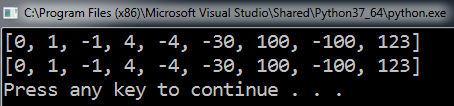 C:\Program Files (x86)\Microsoft Visual Studio\Shared\Python37_64\python.exe
[0, 1, -1, 4, -4, -30, 100, -100, 123]
[0, 1, -1, 4, -4, -30, 100, -100, 123]
Press any key to continue . . .